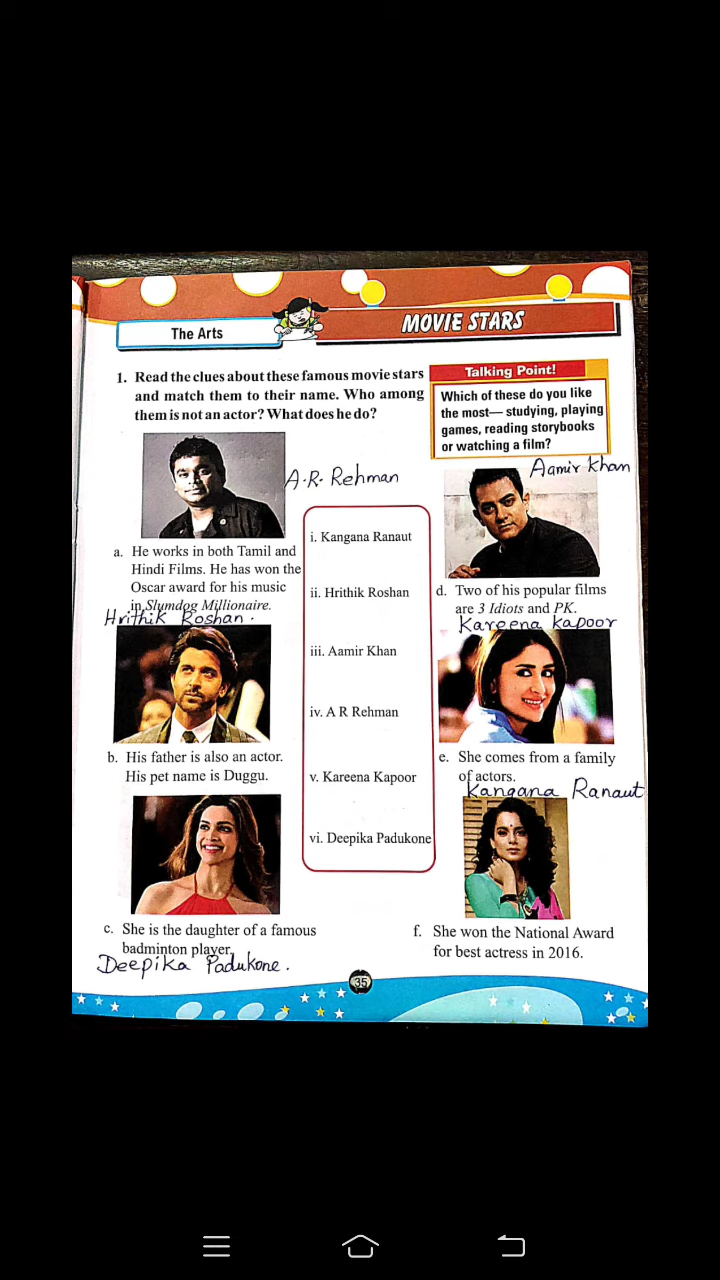 The Arts
MOVIE STARS
1. Read the clues about these famous movie stars
and match them to their name. Who among
them is not an actor? What does he do?
Talking Point!
Which of these do you like
the most— studying, playing
games, reading storybooks
or watching a film?
A.R. Rehman
a. He works in both Tamil and
Hindi Films. He has won the
Oscar award for his music
in Slumdog Millionaire.
Hrithik Roshan.
b. His father is also an actor.
His pet name is Duggu.
c. She is the daughter of a famous
badminton player.
Deepika Padukone.
i. Kangana Ranaut
ii. Hrithik Roshan
iii. Aamir Khan
iv. A R Rehman
v. Kareena Kapoor
vi. Deepika Padukone
Aamir Khan
d. Two of his popular films
are 3 Idiots and PK.
Kareena Kapoor
e. She comes from a family
of actors.
Kangana Ranaut
f. She won the National Award
for best actress in 2016.
35